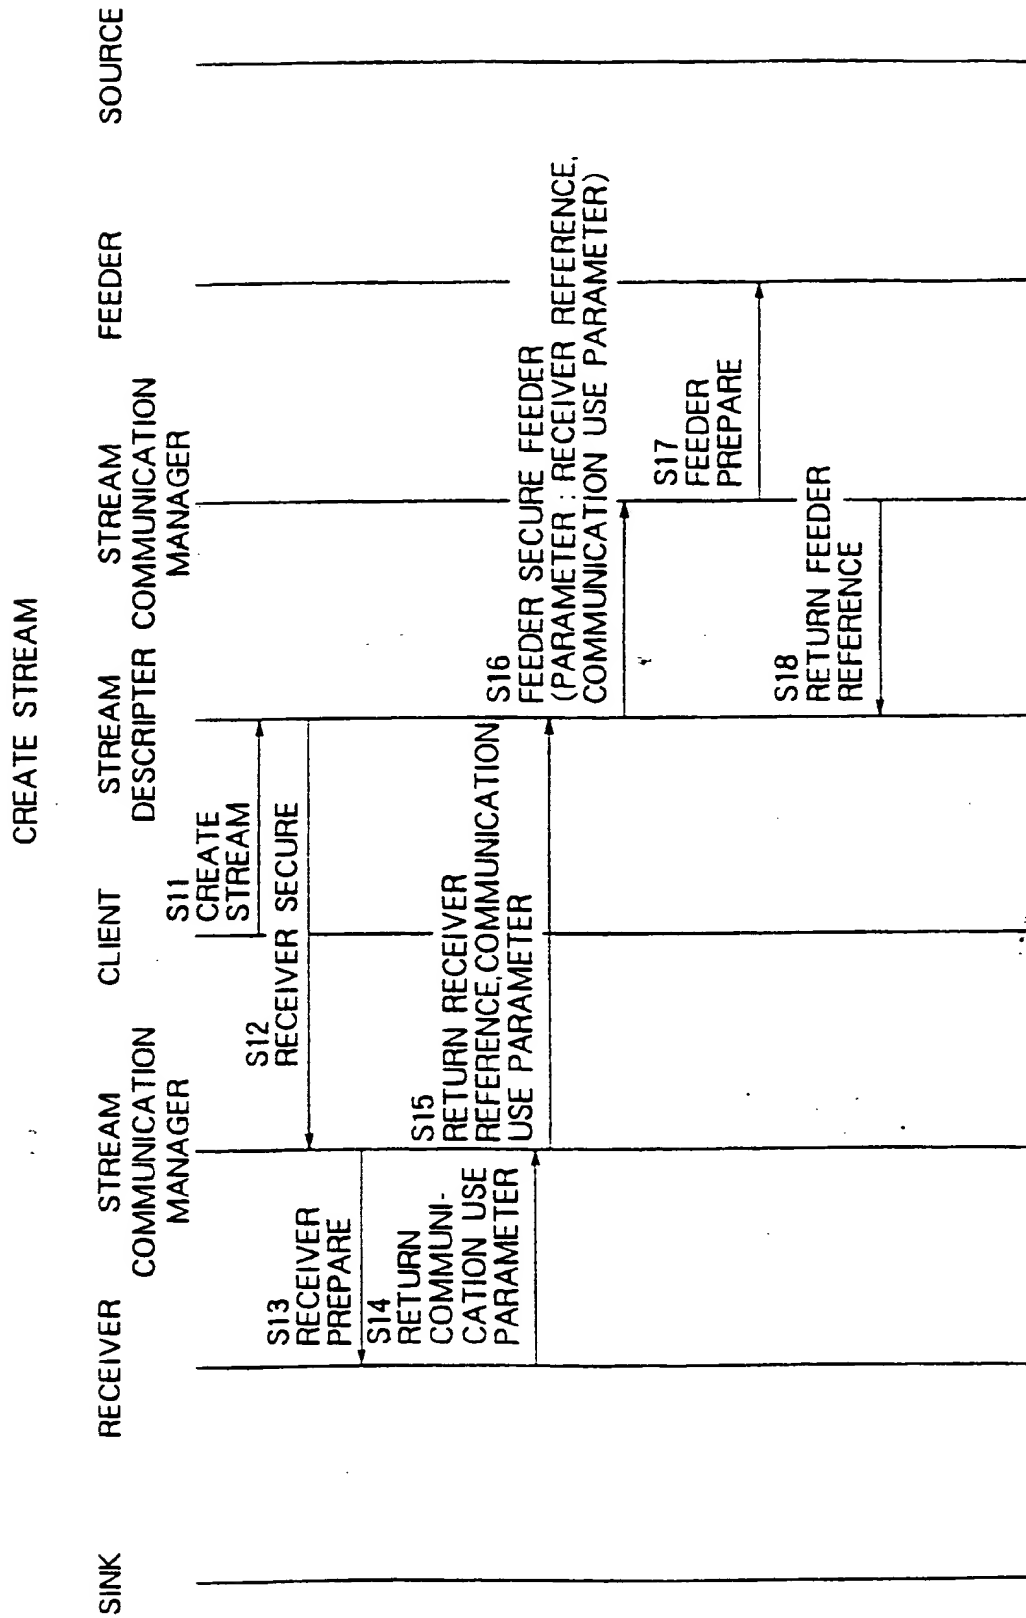 CREATE STREAM
SINK
RECEIVER
STREAM
COMMUNICATION
MANAGER
CLIENT
STREAM
DESCRIPTER
STREAM
COMMUNICATION
MANAGER
FEEDER
SOURCE
S11
CREATE
STREAM
S12
RECEIVER SECURE
S13
RECEIVER
PREPARE
S14
RETURN
COMMUNI-
CATION USE
PARAMETER
S15
RETURN RECEIVER
REFERENCE,COMMUNICATION
USE PARAMETER
S16
FEEDER SECURE FEEDER
(PARAMETER : RECEIVER REFERENCE,
COMMUNICATION USE PARAMETER)
S17
FEEDER
PREPARE
S18
RETURN FEEDER
REFERENCE